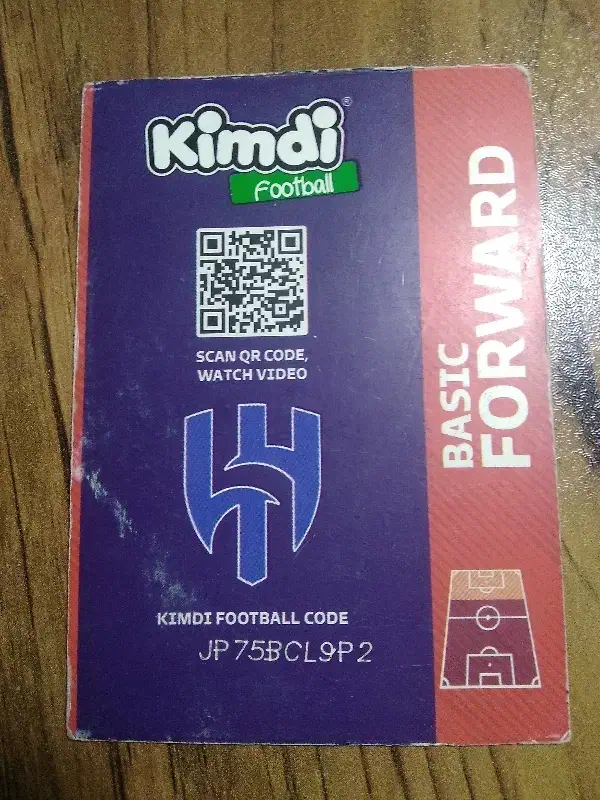 Kimdi®
Football
SCAN QR CODE,
WATCH VIDEO
KIMDI FOOTBALL CODE
JP75BCL9P2
BASIC
FORWARD